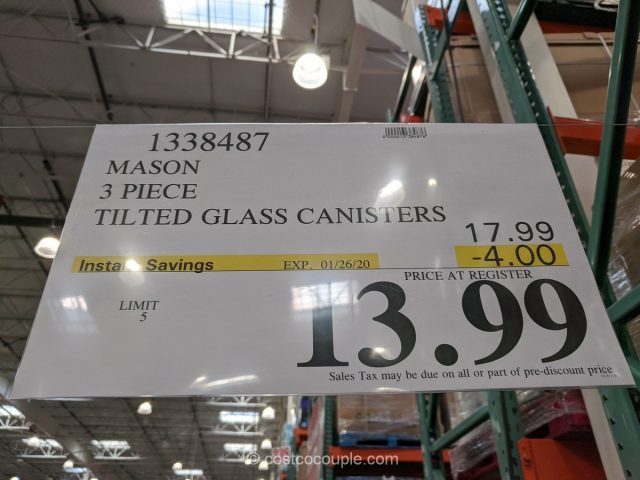 1338487
MASON
3 PIECE
TILTED GLASS CANISTERS
17.99
Instant Savings EXP. 01/26/20 -4.00
PRICE AT REGISTER
LIMIT
5
13.99
Sales Tax may be due on all or part of pre-discount price
© costcocouple.com